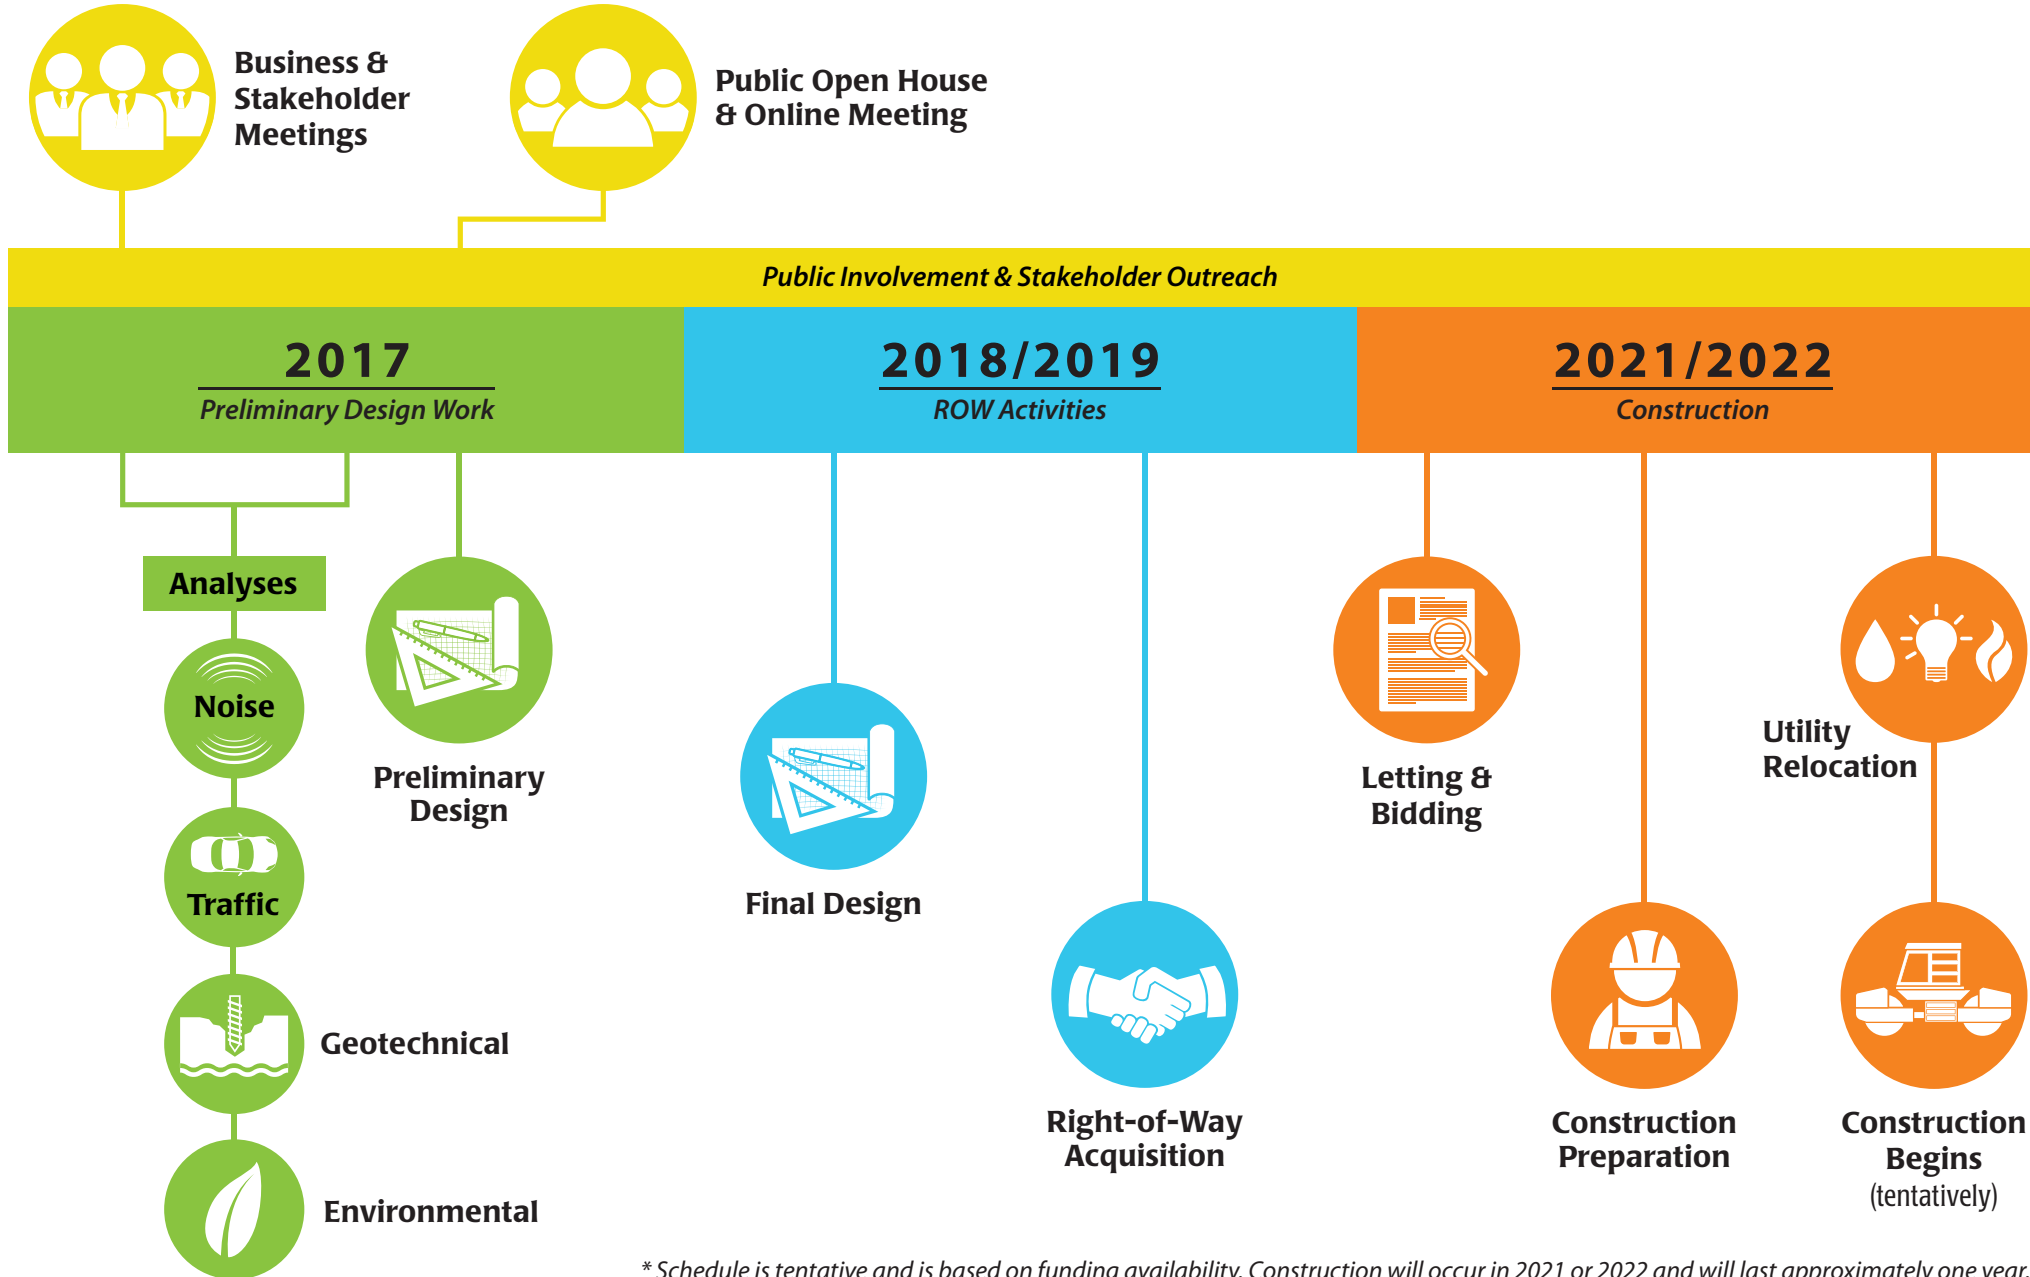 Business &
Stakeholder
Meetings
Public Open House
& Online Meeting
Public Involvement & Stakeholder Outreach
2017
Preliminary Design Work
2018/2019
ROW Activities
2021/2022
Construction
Analyses
Noise
Traffic
Geotechnical
Environmental
Preliminary
Design
Final Design
Right-of-Way
Acquisition
Letting &
Bidding
Construction
Preparation
Utility
Relocation
Construction
Begins
(tentatively)
* Schedule is tentative and is based on funding availability. Construction will occur in 2021 or 2022 and will last approximately one year.